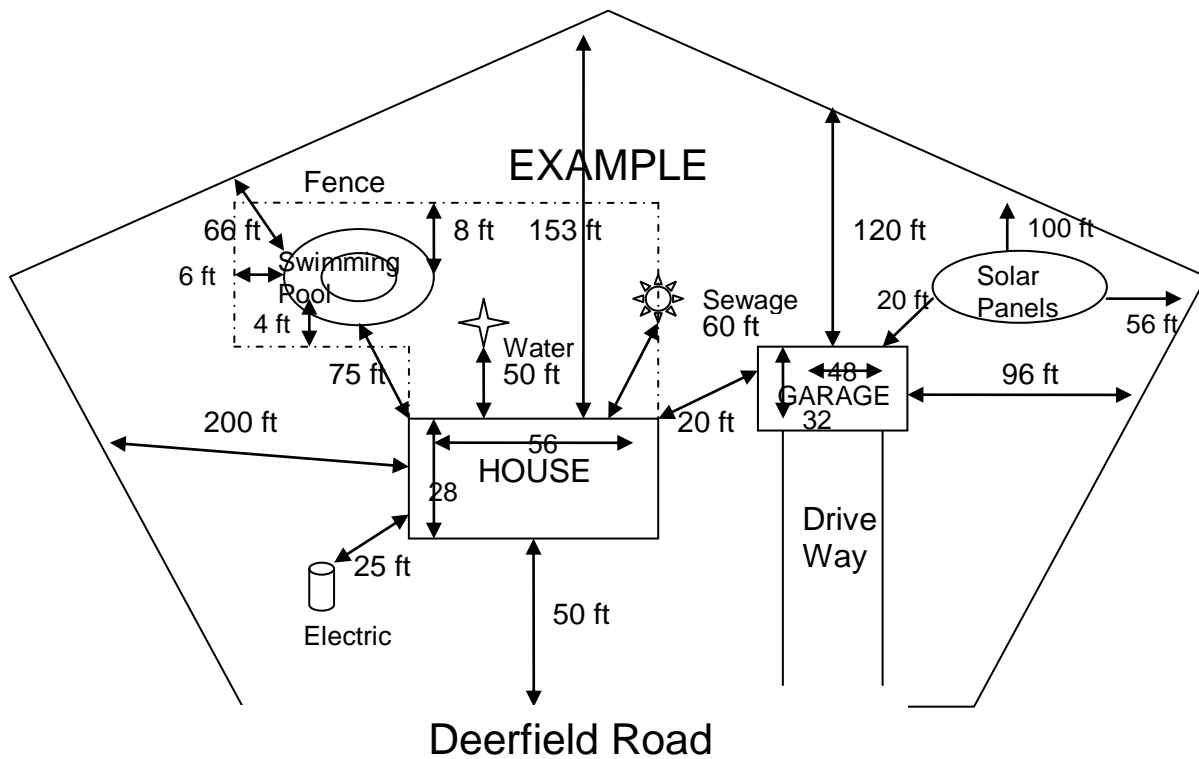 EXAMPLE
Fence
66 ft
8 ft
153 ft
120 ft
100 ft
6 ft
Swimming
Pool
Solar
Panels
20 ft
56 ft
4 ft
Sewage
60 ft
Water
50 ft
75 ft
48
GARAGE
32
96 ft
200 ft
20 ft
56
HOUSE
28
Drive
Way
25 ft
Electric
50 ft
Deerfield Road